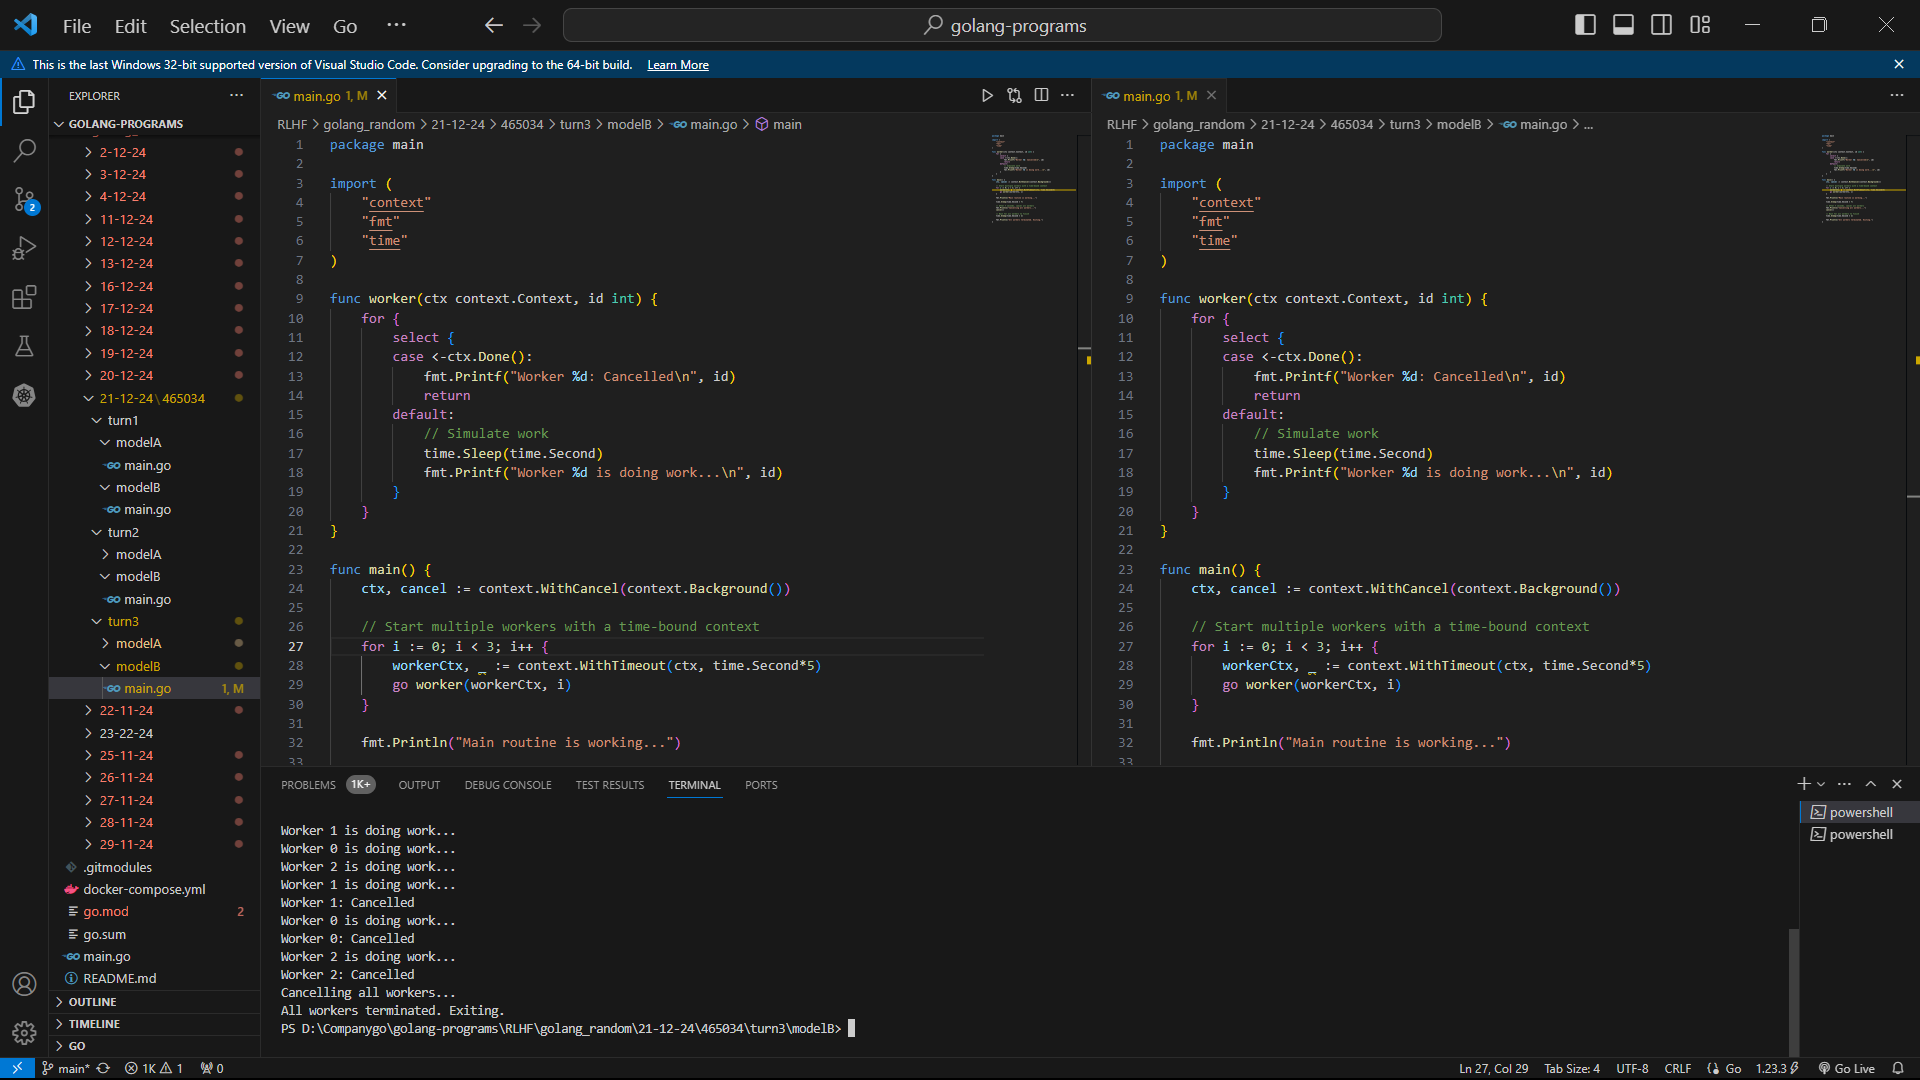 File Edit Selection View Go ...
golang-programs
This is the last Windows 32-bit supported version of Visual Studio Code. Consider upgrading to the 64-bit build. Learn More
EXPLORER
GOLANG-PROGRAMS
2-12-24
3-12-24
4-12-24
11-12-24
12-12-24
13-12-24
16-12-24
17-12-24
18-12-24
19-12-24
20-12-24
21-12-24\465034
turn1
modelA
main.go
modelB
main.go
turn2
modelA
modelB
main.go
turn3
modelA
modelB
main.go 1, M
22-11-24
23-22-24
25-11-24
26-11-24
27-11-24
28-11-24
29-11-24
.gitmodules
docker-compose.yml
go.mod 2
go.sum
main.go
README.md
OUTLINE
TIMELINE
GO
2
main.go 1, M
RLHF > golang_random > 21-12-24 > 465034 > turn3 > modelB > main.go > main
1 package main
2
3 import (
4 "context"
5 "fmt"
6 "time"
7 )
8
9 func worker(ctx context.Context, id int) {
10 for {
11 select {
12 case <-ctx.Done():
13 fmt.Printf("Worker %d: Cancelled\n", id)
14 return
15 default:
16 // Simulate work
17 time.Sleep(time.Second)
18 fmt.Printf("Worker %d is doing work...\n", id)
19 }
20 }
21 }
22
23 func main() {
24 ctx, cancel := context.WithCancel(context.Background())
25
26 // Start multiple workers with a time-bound context
27 for i := 0; i < 3; i++ {
28 workerCtx, _ := context.WithTimeout(ctx, time.Second*5)
29 go worker(workerCtx, i)
30 }
31
32 fmt.Println("Main routine is working...")
33
main.go 1, M
RLHF > golang_random > 21-12-24 > 465034 > turn3 > modelB > main.go > ...
1 package main
2
3 import (
4 "context"
5 "fmt"
6 "time"
7 )
8
9 func worker(ctx context.Context, id int) {
10 for {
11 select {
12 case <-ctx.Done():
13 fmt.Printf("Worker %d: Cancelled\n", id)
14 return
15 default:
16 // Simulate work
17 time.Sleep(time.Second)
18 fmt.Printf("Worker %d is doing work...\n", id)
19 }
20 }
21 }
22
23 func main() {
24 ctx, cancel := context.WithCancel(context.Background())
25
26 // Start multiple workers with a time-bound context
27 for i := 0; i < 3; i++ {
28 workerCtx, _ := context.WithTimeout(ctx, time.Second*5)
29 go worker(workerCtx, i)
30 }
31
32 fmt.Println("Main routine is working...")
33
PROBLEMS 1K+ OUTPUT DEBUG CONSOLE TEST RESULTS TERMINAL PORTS
Worker 1 is doing work...
Worker 0 is doing work...
Worker 2 is doing work...
Worker 1 is doing work...
Worker 1: Cancelled
Worker 0 is doing work...
Worker 0: Cancelled
Worker 2 is doing work...
Worker 2: Cancelled
Cancelling all workers...
All workers terminated. Exiting.
PS D:\Companygo\golang-programs\RLHF\golang_random\21-12-24\465034\turn3\modelB>
powershell
powershell
main* 1K 1 0 Ln 27, Col 29 Tab Size: 4 UTF-8 CRLF Go 1.23.3 Go Live